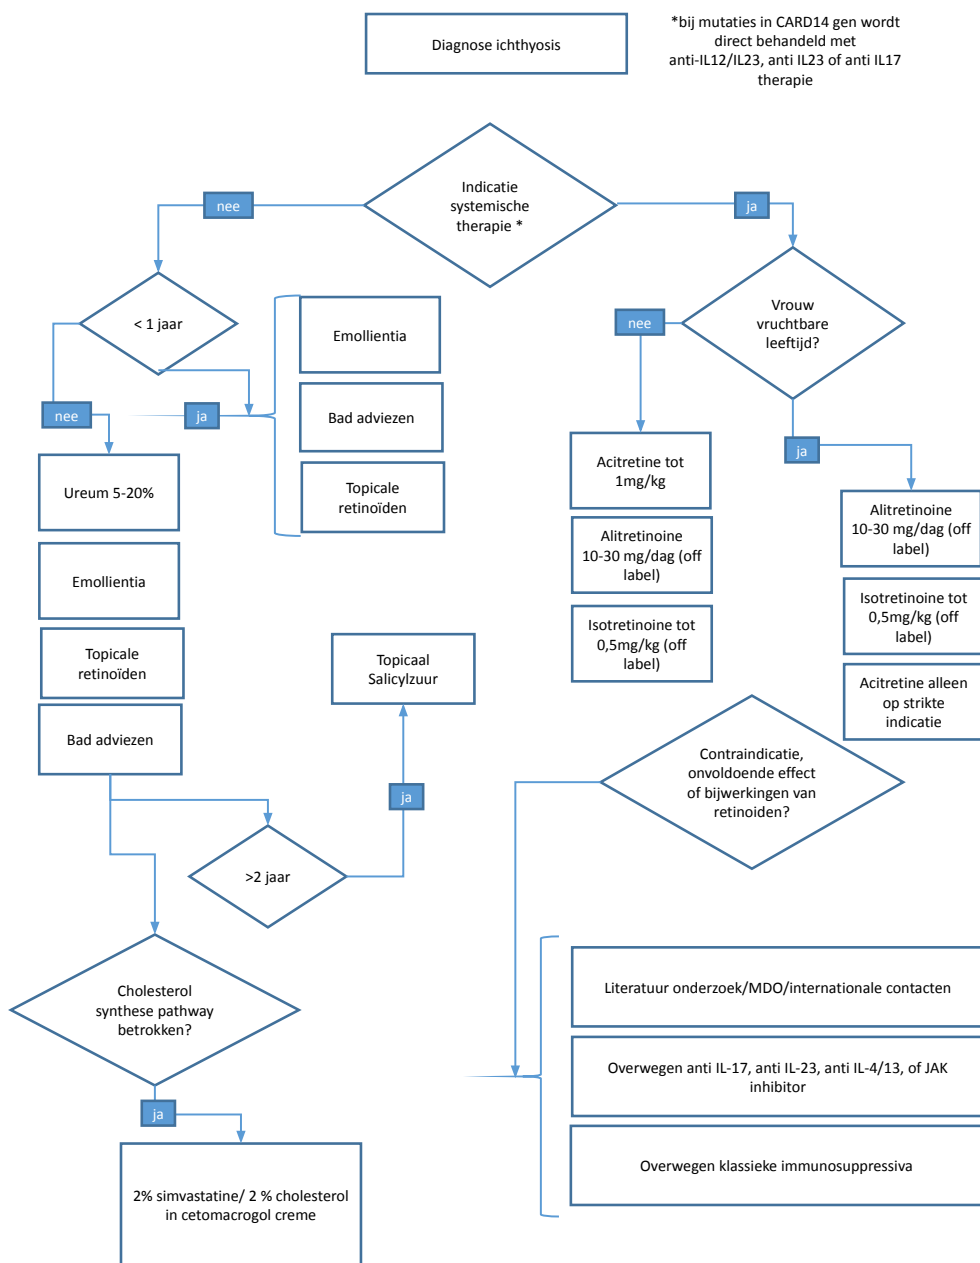 Diagnose ichthyosis
*bij mutaties in CARD14 gen wordt
direct behandeld met
anti-IL12/IL23, anti IL23 of anti IL17
therapie
Indicatie
systemische
therapie *
nee
ja
< 1 jaar
Vrouw
vruchtbare
leeftijd?
nee
ja
nee
ja
Emollientia
Bad adviezen
Topicale
retinoïden
Ureum 5-20%
Emollientia
Topicale
retinoïden
Bad adviezen
Acitretine tot
1mg/kg
Alitretinoine
10-30 mg/dag (off
label)
Isotretinoine tot
0,5mg/kg (off
label)
Alitretinoine
10-30 mg/dag (off
label)
Isotretinoine tot
0,5mg/kg (off
label)
Acitretine alleen
op strikte
indicatie
Topicaal
Salicylzuur
ja
>2 jaar
Contraindicatie,
onvoldoende effect
of bijwerkingen van
retinoiden?
Cholesterol
synthese pathway
betrokken?
ja
2% simvastatine/ 2 % cholesterol
in cetomacrogol creme
Literatuur onderzoek/MDO/internationale contacten
Overwegen anti IL-17, anti IL-23, anti IL-4/13, of JAK
inhibitor
Overwegen klassieke immunosuppressiva